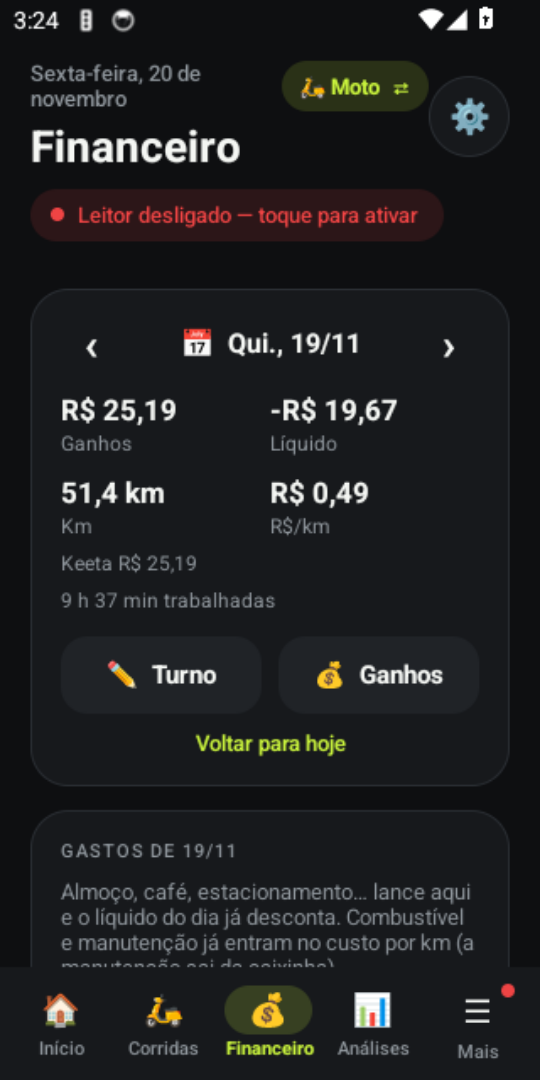 3:24
Sexta-feira, 20 de
novembro
Moto
Financeiro
Leitor desligado — toque para ativar
Qui., 19/11
R$ 25,19
-R$ 19,67
Ganhos
Líquido
51,4 km
R$ 0,49
Km
R$/km
Keeta R$ 25,19
9 h 37 min trabalhadas
Turno
Ganhos
Voltar para hoje
GASTOS DE 19/11
Almoço, café, estacionamento… lance aqui
e o líquido do dia já desconta. Combustível
e manutenção já entram no custo por km (a
Início
Corridas
Financeiro
Análises
Mais